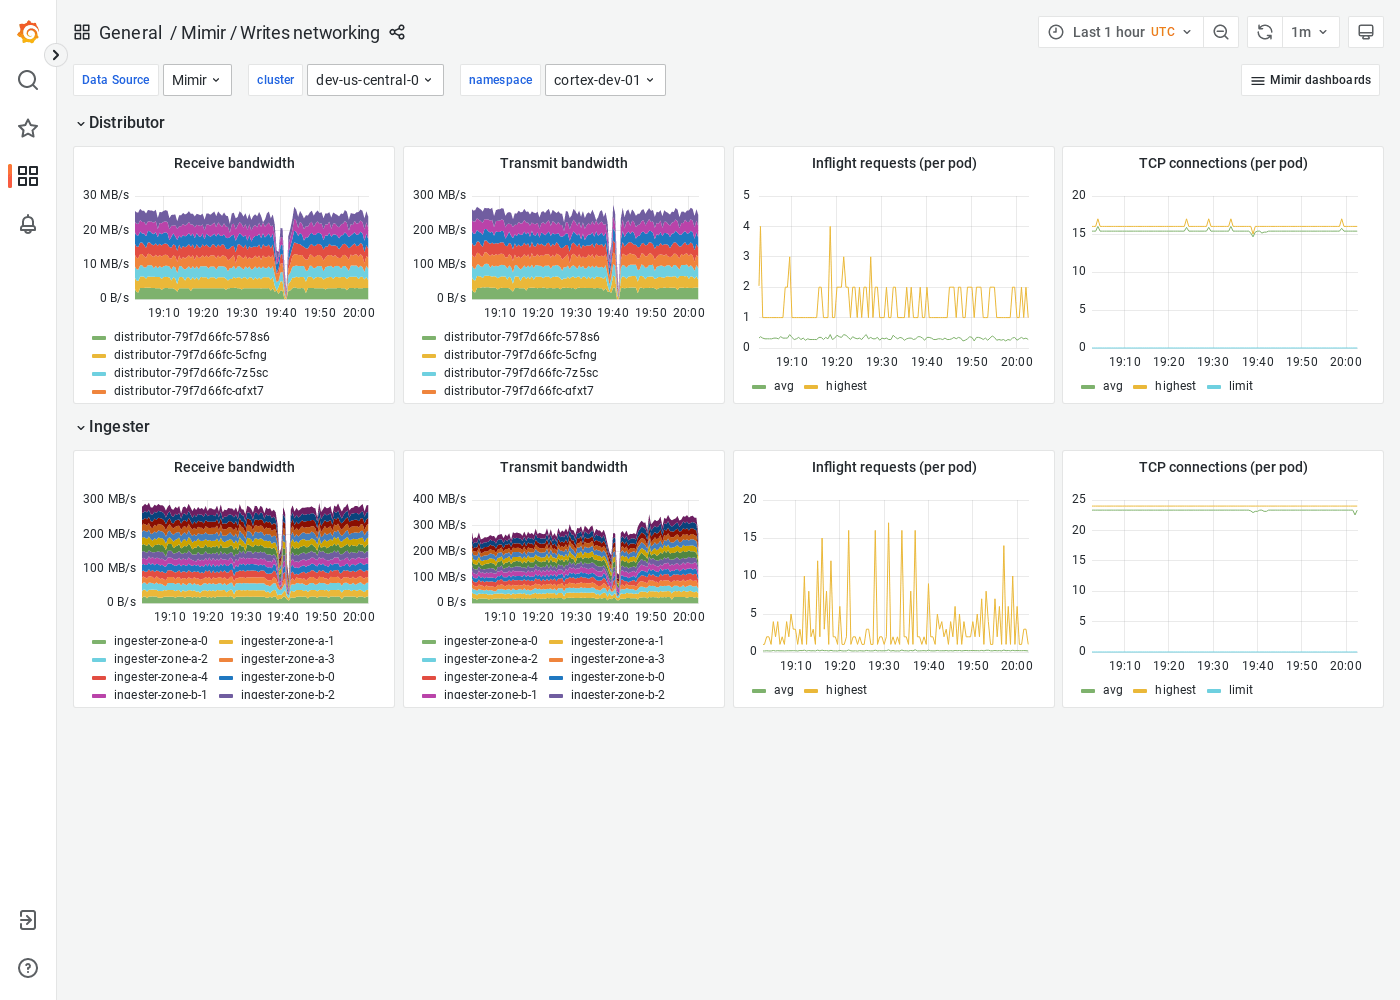 General / Mimir / Writes networking
Last 1 hour UTC
1m
Data Source Mimir
cluster dev-us-central-0
namespace cortex-dev-01
Mimir dashboards
Distributor
Receive bandwidth
30 MB/s
20 MB/s
10 MB/s
0 B/s
19:10 19:20 19:30 19:40 19:50 20:00
distributor-79f7d66fc-578s6
distributor-79f7d66fc-5cfng
distributor-79f7d66fc-7z5sc
distributor-79f7d66fc-qfxt7
Transmit bandwidth
300 MB/s
200 MB/s
100 MB/s
0 B/s
19:10 19:20 19:30 19:40 19:50 20:00
distributor-79f7d66fc-578s6
distributor-79f7d66fc-5cfng
distributor-79f7d66fc-7z5sc
distributor-79f7d66fc-qfxt7
Inflight requests (per pod)
5
4
3
2
1
0
19:10 19:20 19:30 19:40 19:50 20:00
avg highest
TCP connections (per pod)
20
15
10
5
0
19:10 19:20 19:30 19:40 19:50 20:00
avg highest limit
Ingester
Receive bandwidth
300 MB/s
200 MB/s
100 MB/s
0 B/s
19:10 19:20 19:30 19:40 19:50 20:00
ingester-zone-a-0 ingester-zone-a-1
ingester-zone-a-2 ingester-zone-a-3
ingester-zone-a-4 ingester-zone-b-0
ingester-zone-b-1 ingester-zone-b-2
Transmit bandwidth
400 MB/s
300 MB/s
200 MB/s
100 MB/s
0 B/s
19:10 19:20 19:30 19:40 19:50 20:00
ingester-zone-a-0 ingester-zone-a-1
ingester-zone-a-2 ingester-zone-a-3
ingester-zone-a-4 ingester-zone-b-0
ingester-zone-b-1 ingester-zone-b-2
Inflight requests (per pod)
20
15
10
5
0
19:10 19:20 19:30 19:40 19:50 20:00
avg highest
TCP connections (per pod)
25
20
15
10
5
0
19:10 19:20 19:30 19:40 19:50 20:00
avg highest limit